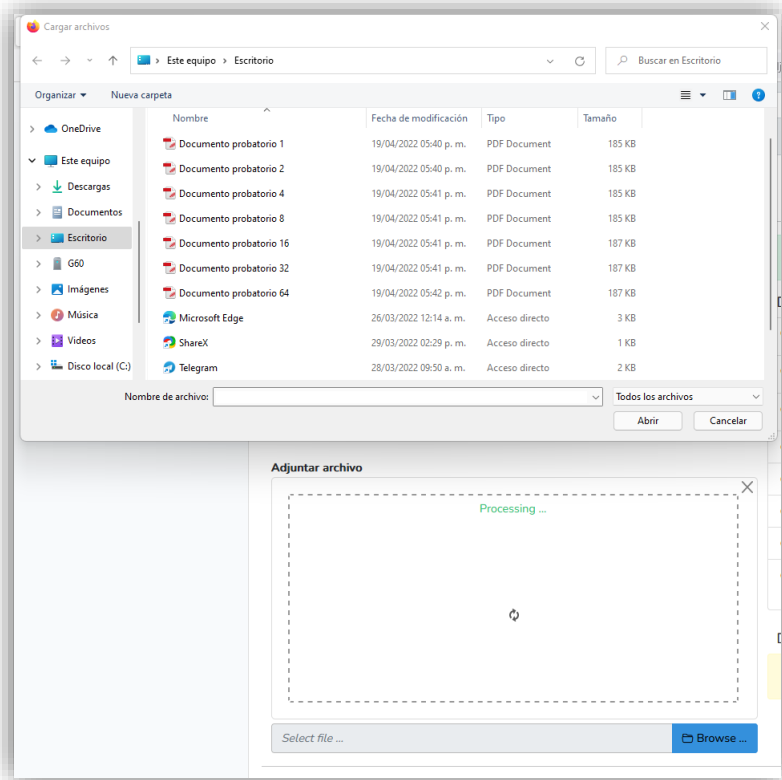 Cargar archivos
Este equipo › Escritorio
Buscar en Escritorio
Organizar
Nueva carpeta
Nombre Fecha de modificación Tipo Tamaño
OneDrive
Este equipo
Descargas
Documentos
Escritorio
G60
Imágenes
Música
Videos
Disco local (C:)
Documento probatorio 1 19/04/2022 05:40 p. m. PDF Document 185 KB
Documento probatorio 2 19/04/2022 05:40 p. m. PDF Document 185 KB
Documento probatorio 4 19/04/2022 05:41 p. m. PDF Document 185 KB
Documento probatorio 8 19/04/2022 05:41 p. m. PDF Document 185 KB
Documento probatorio 16 19/04/2022 05:41 p. m. PDF Document 187 KB
Documento probatorio 32 19/04/2022 05:41 p. m. PDF Document 187 KB
Documento probatorio 64 19/04/2022 05:42 p. m. PDF Document 187 KB
Microsoft Edge 26/03/2022 12:14 a. m. Acceso directo 3 KB
ShareX 29/03/2022 02:29 p. m. Acceso directo 1 KB
Telegram 28/03/2022 09:50 a. m. Acceso directo 2 KB
Nombre de archivo:
Todos los archivos
Abrir
Cancelar
Adjuntar archivo
Processing ...
Select file ...
Browse ...